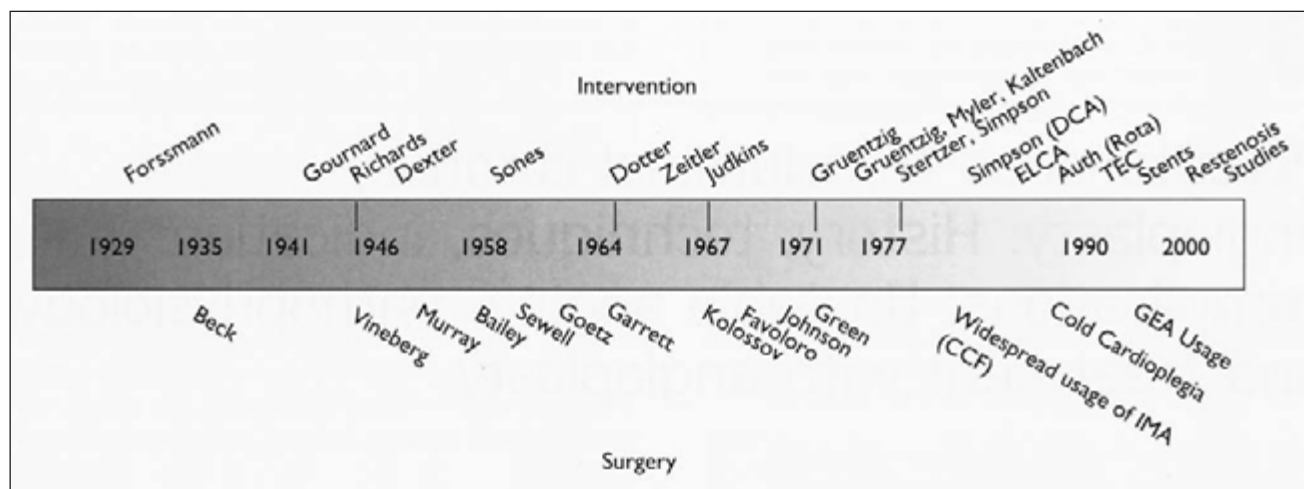 Intervention
Forssmann
Gournard
Richards
Dexter
Sones
Dotter
Zeitler
Judkins
Gruentzig
Gruentzig, Myler, Kaltenbach
Stertzer, Simpson
Simpson (DCA)
ELCA
Auth (Rota)
TEC
Stents
Restenosis
Studies
1929 1935 1941 1946 1958 1964 1967 1971 1977 1990 2000
Beck
Vineberg
Murray
Bailey
Sewell
Goetz
Garrett
Kolossov
Favoloro
Johnson
Green
Widespread usage of IMA
(CCF)
Cold Cardioplegia
GEA Usage
Surgery